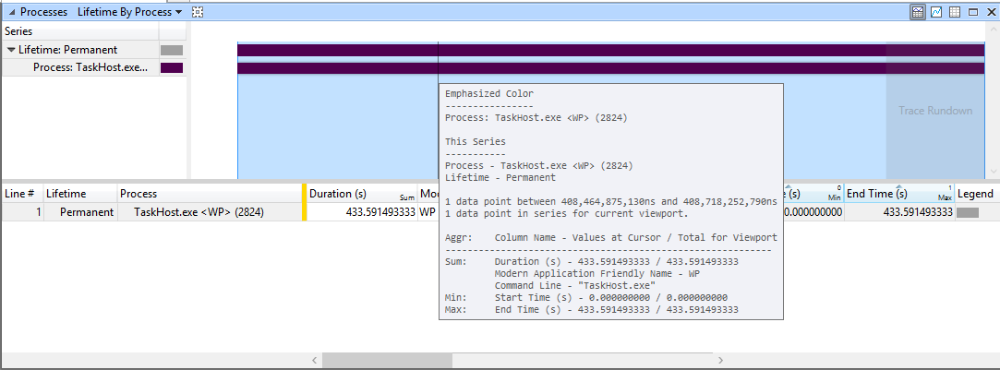 Processes Lifetime By Process
Series
Lifetime: Permanent
Process: TaskHost.exe...
Emphasized Color
----------------
Process: TaskHost.exe <WP> (2824)
This Series
-----------
Process - TaskHost.exe <WP> (2824)
Lifetime - Permanent
1 data point between 408,464,875,130ns and 408,718,252,790ns
1 data point in series for current viewport.
Aggr: Column Name - Values at Cursor / Total for Viewport
----------------------------------------------------
Sum: Duration (s) - 433.591493333 / 433.591493333
Modern Application Friendly Name - WP
Command Line - "TaskHost.exe"
Min: Start Time (s) - 0.000000000 / 0.000000000
Max: End Time (s) - 433.591493333 / 433.591493333
Trace Rundown
Line # Lifetime Process Duration (s) Sum Mo e (s) 0 Min End Time (s) 1 Max Legend
1 Permanent TaskHost.exe <WP> (2824) 433.591493333 WP 0.000000000 433.591493333